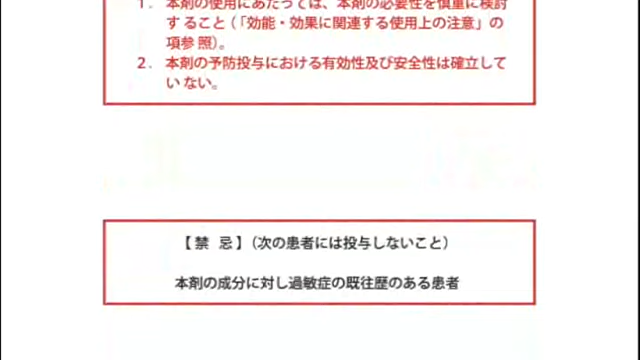 1. 本剤の使用にあたっては、本剤の必要性を慎重に検討
す ること（「効能・効果に関連する使用上の注意」の
項参 照）。
2. 本剤の予防投与における有効性及び安全性は確立して
い ない。
【 禁 忌 】（次の患者には投与しないこと）
本剤の成分に対し過敏症の既往歴のある患者